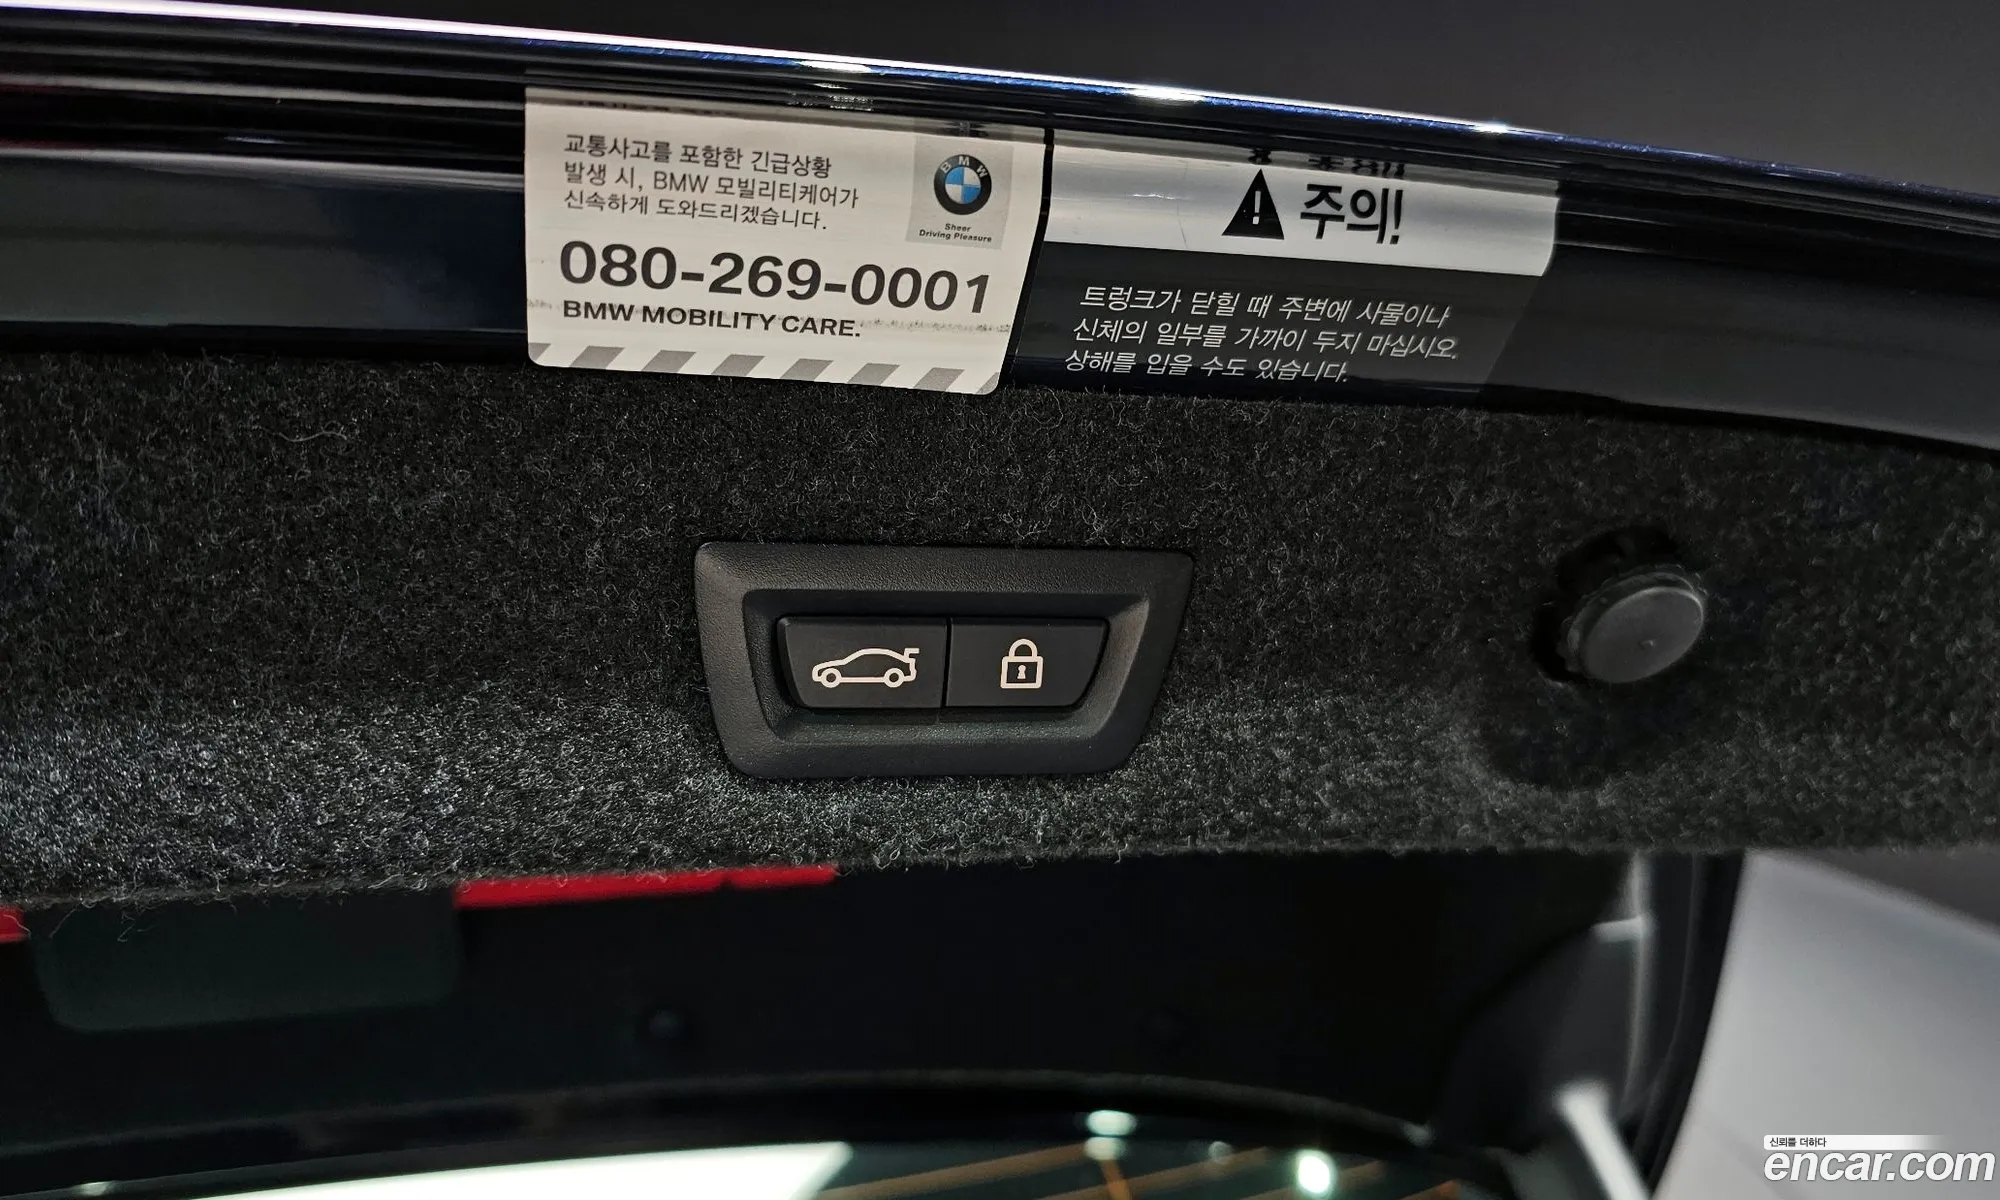 교통사고를 포함한 긴급상황
발생 시, BMW 모빌리티케어가
신속하게 도와드리겠습니다.
BMW
Sheer
Driving Pleasure
080-269-0001
BMW MOBILITY CARE.
주의!
트렁크가 닫힐 때 주변에 사물이나
신체의 일부를 가까이 두지 마십시오.
상해를 입을 수도 있습니다.
신뢰를 더하다
encar.com